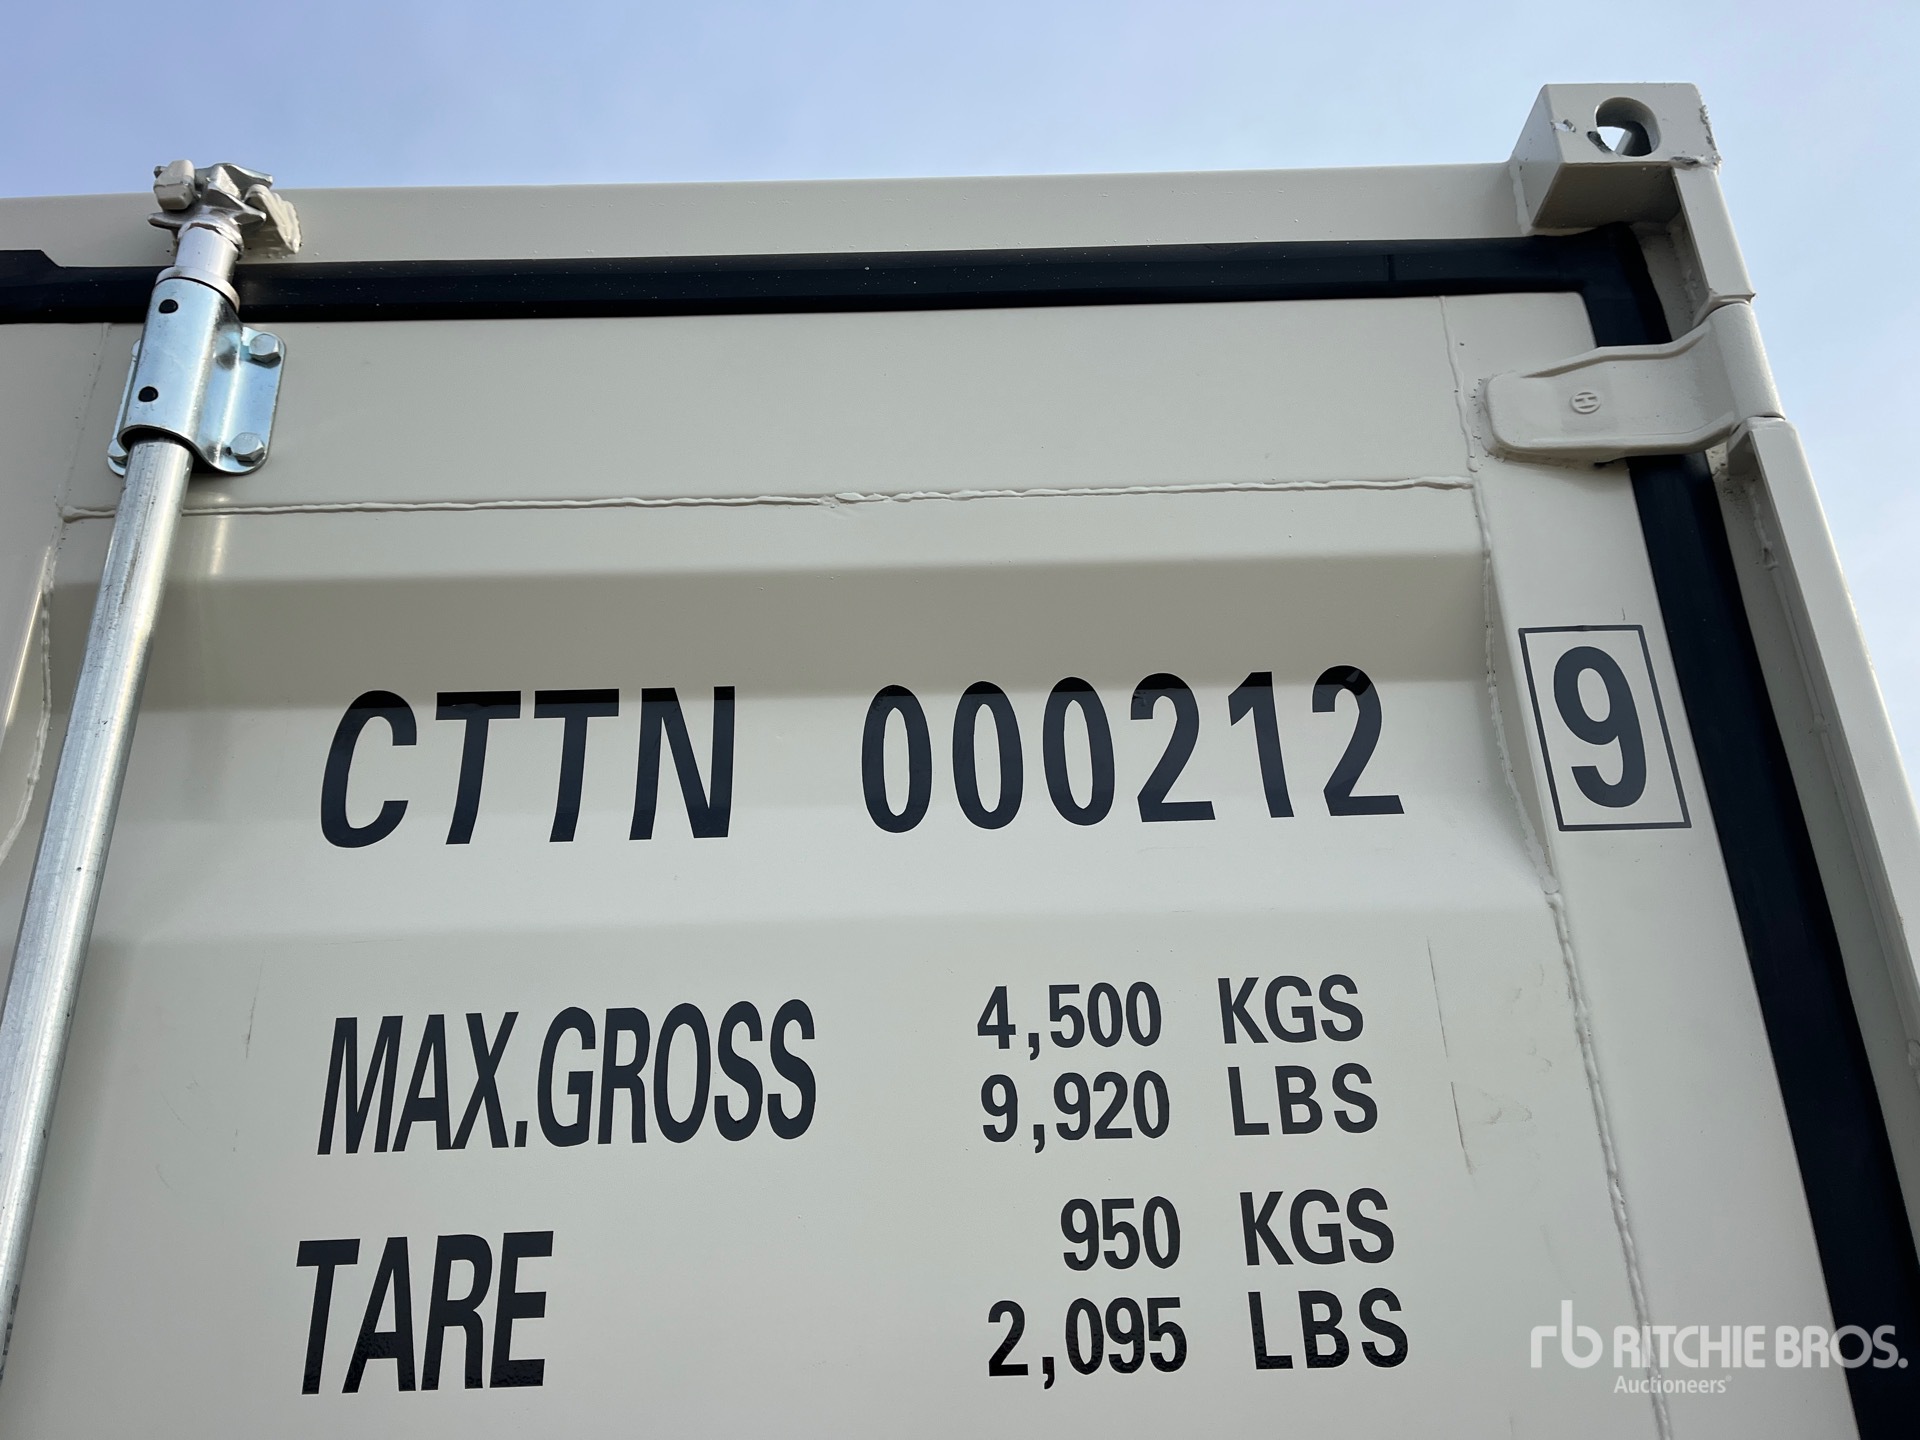 CTTN 000212 9
MAX.GROSS 4,500 KGS
9,920 LBS
TARE 950 KGS
2,095 LBS
rb RITCHIE BROS.
Auctioneers
H